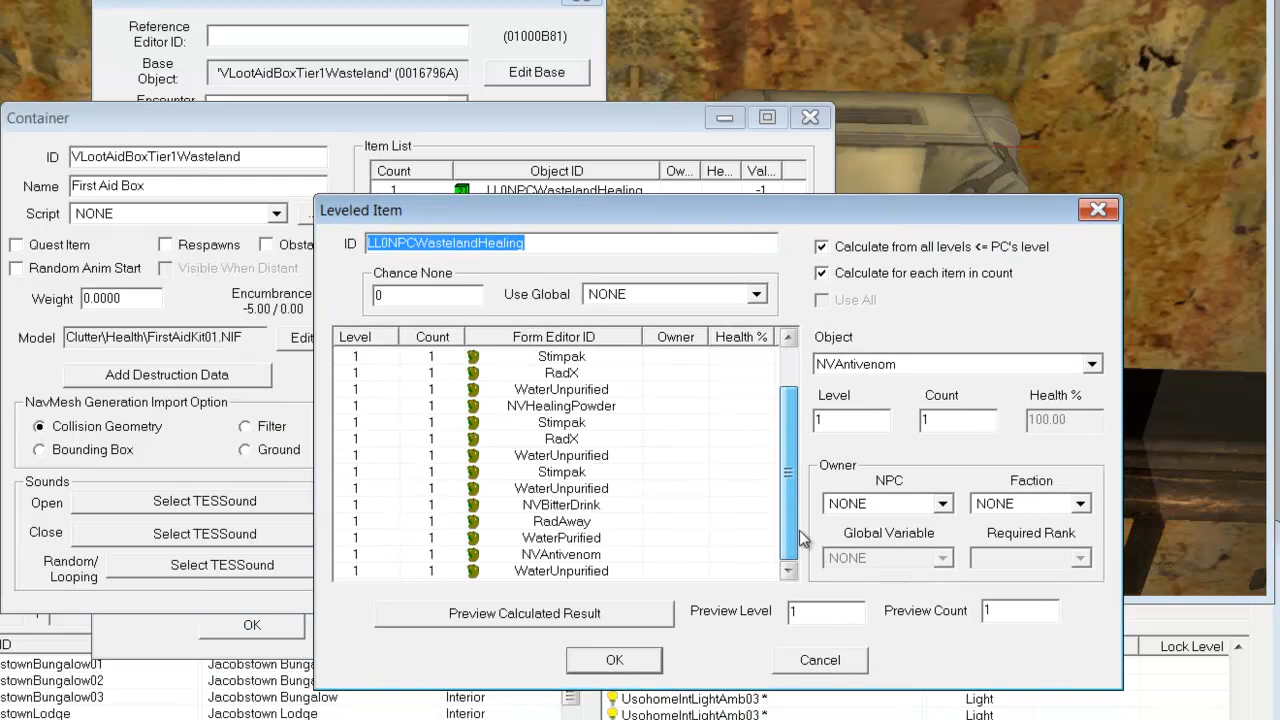 Reference
Editor ID:
(01000B81)
Base
Object:
'VLootAidBoxTier1Wasteland' (0016796A)
Edit Base
Encounter
Container
ID
VLootAidBoxTier1Wasteland
Name
First Aid Box
Script
NONE
Quest Item
Respawns
Random Anim Start
Visible When Distant
Weight
0.0000
Encumbrance
-5.00 / 0.00
Model
Clutter\Health\FirstAidKit01.NIF
Add Destruction Data
NavMesh Generation Import Option
Collision Geometry
Filter
Bounding Box
Ground
Sounds
Open
Select TESSound
Close
Select TESSound
Random/
Looping
Select TESSound
OK
Item List
Count Object ID Ow... He... Val...
1 LL0NPCWastelandHealing -1
Leveled Item
ID
LL0NPCWastelandHealing
Chance None
0
Use Global
NONE
Calculate from all levels <= PC's level
Calculate for each item in count
Use All
Level Count Form Editor ID Owner Health %
1 1 Stimpak
1 1 RadX
1 1 WaterUnpurified
1 1 NVHealingPowder
1 1 Stimpak
1 1 RadX
1 1 WaterUnpurified
1 1 Stimpak
1 1 WaterUnpurified
1 1 NVBitterDrink
1 1 RadAway
1 1 WaterPurified
1 1 NVAntivenom
1 1 WaterUnpurified
Object
NVAntivenom
Level Count Health %
1 1 100.00
Owner
NPC Faction
NONE NONE
Global Variable Required Rank
NONE
Preview Calculated Result
Preview Level
1
Preview Count
1
OK
Cancel
Lock Level
stownBungalow01
stownBungalow02 Jacobstown Bunga Interior
stownBungalow03 Jacobstown Bungalow Interior
stownLodge Jacobstown Lodge Interior
UsohomeIntLightAmb03 * Light
UsohomeIntLightAmb03 * Light